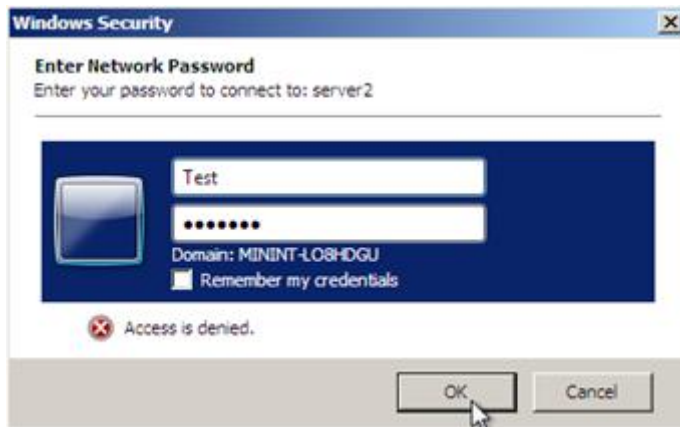 Windows Security
Enter Network Password
Enter your password to connect to: server2
Test
•••••••
Domain: MININT-LO8HDGU
Remember my credentials
Access is denied.
OK
Cancel